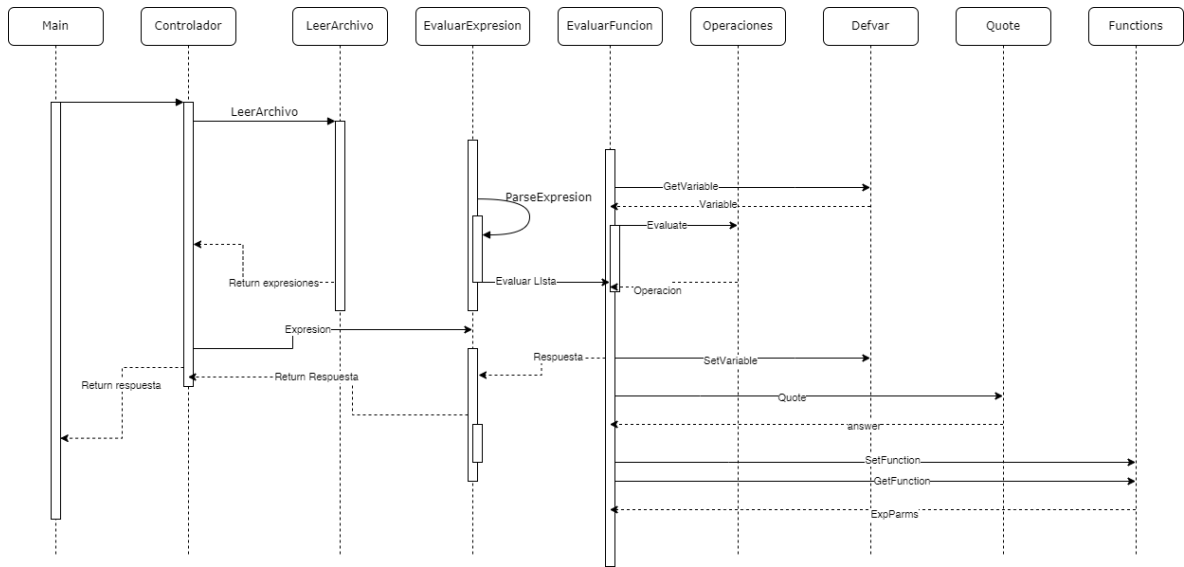 Main
Controlador
LeerArchivo
EvaluarExpresion
EvaluarFuncion
Operaciones
Defvar
Quote
Functions
LeerArchivo
GetVariable
ParseExpresion
Variable
Evaluate
Return expresiones
Evaluar LIsta
Operacion
Expresion
Respuesta
SetVariable
Return Respuesta
Return respuesta
Quote
answer
SetFunction
GetFunction
ExpParms